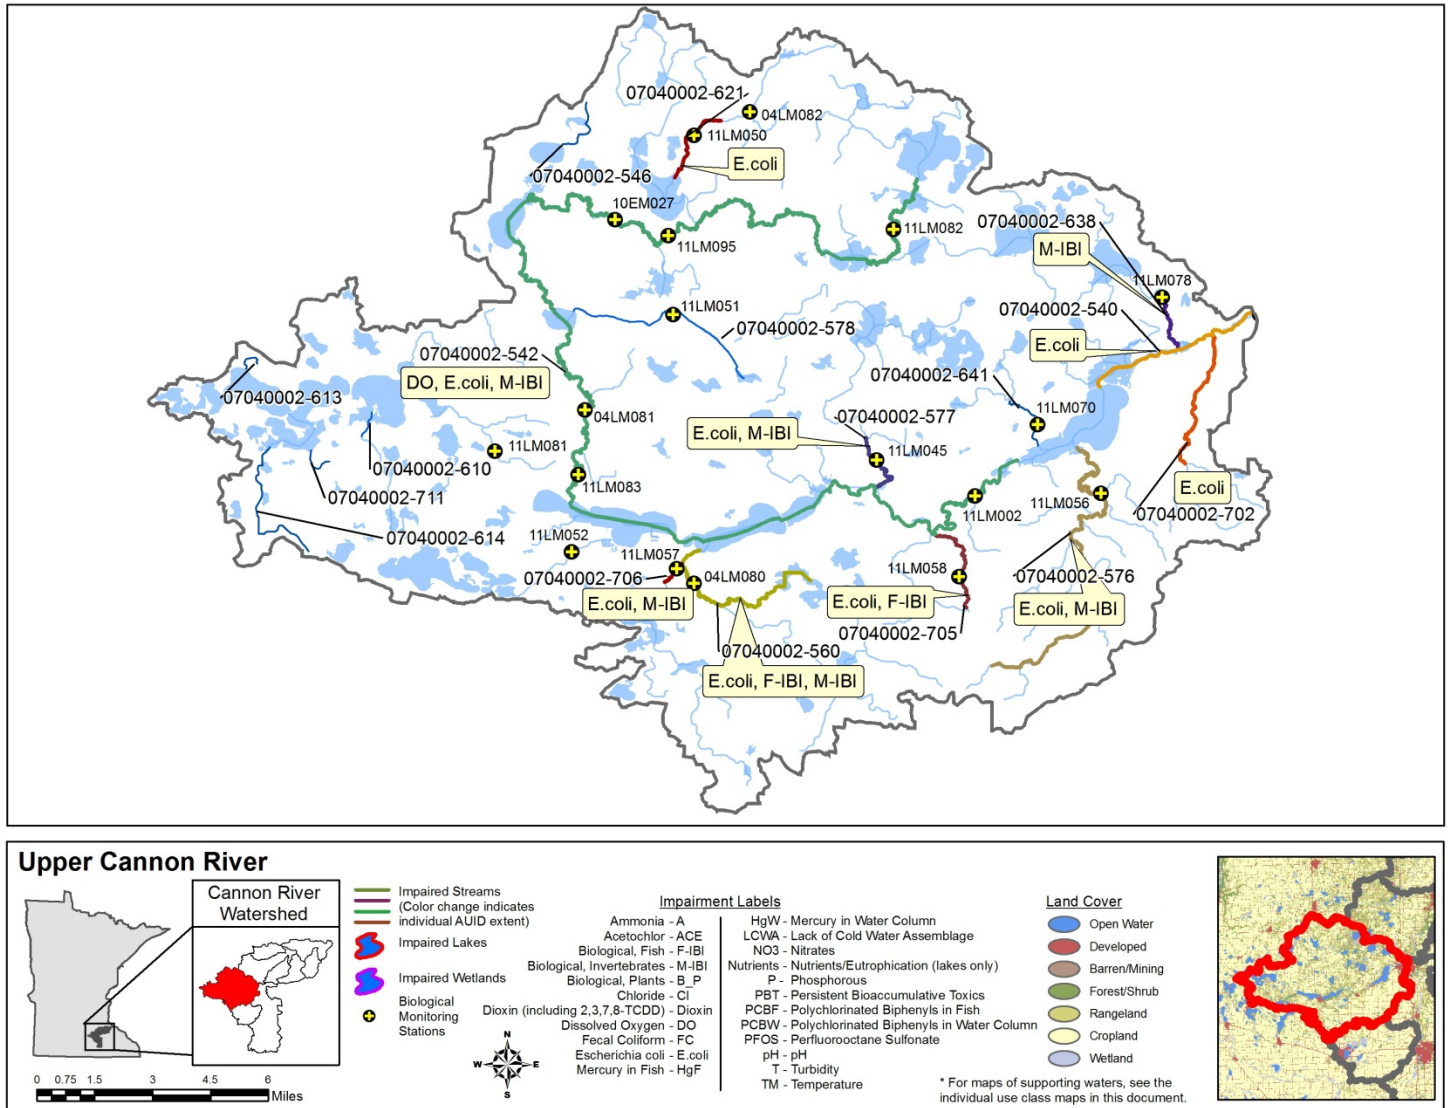 07040002-621
04LM082
11LM050
E.coli
07040002-546
10EM027
11LM095
11LM082
07040002-638
M-IBI
11LM078
11LM051
07040002-578
07040002-540
E.coli
07040002-542
DO, E.coli, M-IBI
07040002-613
07040002-641
11LM070
04LM081
07040002-577
E.coli, M-IBI
11LM045
11LM081
07040002-610
11LM083
07040002-711
E.coli
11LM002
11LM056
07040002-702
07040002-614
11LM052
11LM057
07040002-706
04LM080
11LM058
07040002-576
E.coli, M-IBI
E.coli, F-IBI
E.coli, M-IBI
07040002-705
07040002-560
E.coli, F-IBI, M-IBI
Upper Cannon River
Cannon River
Watershed
Impaired Streams
(Color change indicates
individual AUID extent)
Impaired Lakes
Impaired Wetlands
Biological
Monitoring
Stations
Impairment Labels
Ammonia - A
Acetochlor - ACE
Biological, Fish - F-IBI
Biological, Invertebrates - M-IBI
Biological, Plants - B_P
Chloride - Cl
Dioxin (including 2,3,7,8-TCDD) - Dioxin
Dissolved Oxygen - DO
Fecal Coliform - FC
Escherichia coli - E.coli
Mercury in Fish - HgF
HgW - Mercury in Water Column
LCWA - Lack of Cold Water Assemblage
NO3 - Nitrates
Nutrients - Nutrients/Eutrophication (lakes only)
P - Phosphorous
PBT - Persistent Bioaccumulative Toxics
PCBF - Polychlorinated Biphenyls in Fish
PCBW - Polychlorinated Biphenyls in Water Column
PFOS - Perfluorooctane Sulfonate
pH - pH
T - Turbidity
TM - Temperature
Land Cover
Open Water
Developed
Barren/Mining
Forest/Shrub
Rangeland
Cropland
Wetland
N
W E
S
0 0.75 1.5 3 4.5 6
Miles
* For maps of supporting waters, see the
individual use class maps in this document.